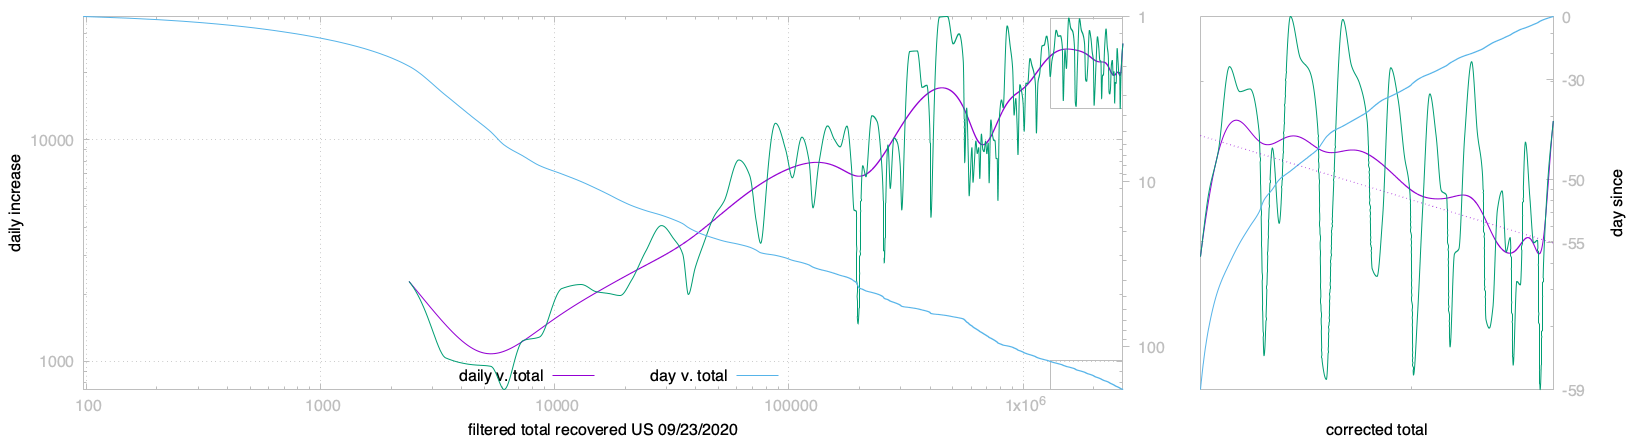 daily increase
10000
1000
daily v. total
day v. total
100
1000
10000
100000
1x10^6
1
10
100
filtered total recovered US 09/23/2020
0
-30
-50
-55
-59
day since
corrected total